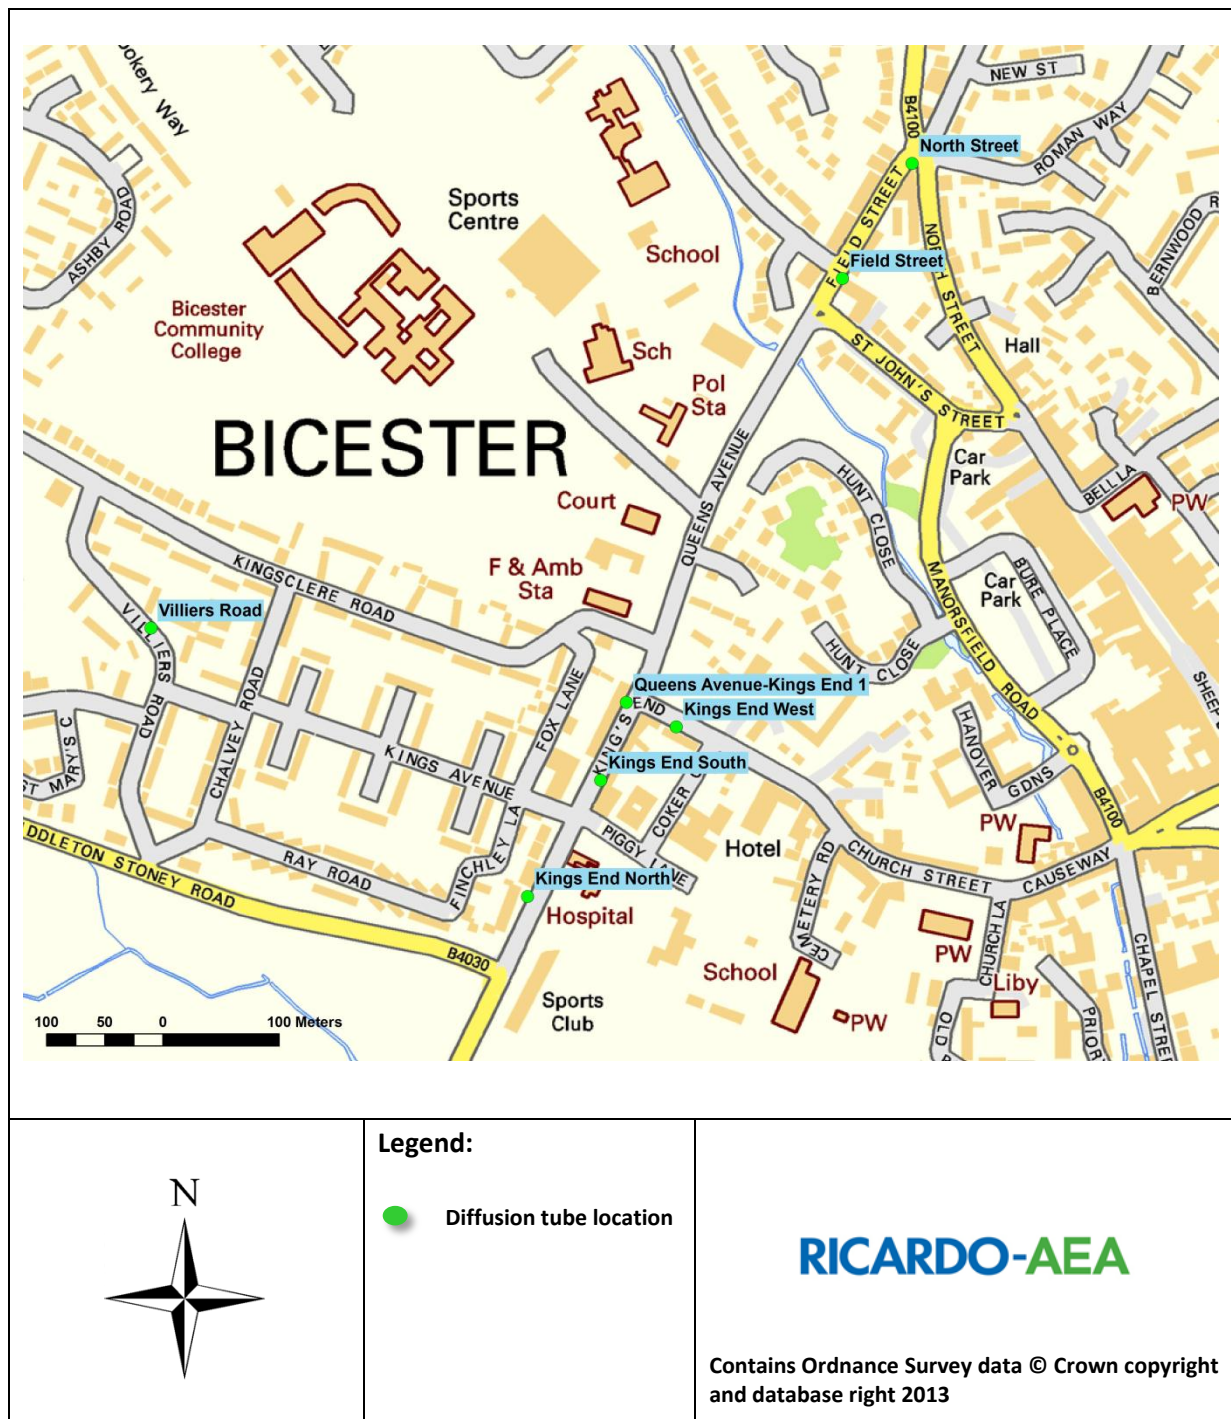 ookery Way
NEW ST
B4100
North Street
ROMAN WAY
FIELD STREET
NORTH STREET
BERNWOOD R
ASHBY ROAD
Sports
Centre
School
Field Street
Bicester
Community
College
Sch
Hall
ST JOHN'S STREET
Pol
Sta
BICESTER
QUEENS AVENUE
Car
Park
BELL LA
PW
Court
HUNT CLOSE
F & Amb
Sta
KINGSCLERE ROAD
Villiers Road
VILLIERS ROAD
Car
Park
BURE PLACE
MANORSFIELD ROAD
HUNT CLOSE
SHEEP
CHALVEY ROAD
FOX LANE
Queens Avenue-Kings End 1
KING'S END
Kings End West
HANOVER GDNS
ST MARY'S C
KINGS AVENUE
Kings End South
COKER C
B4100
PIGGY LANE
Hotel
PW
DDLETON STONEY ROAD
RAY ROAD
FINCHLEY LA
CHURCH STREET
CAUSEWAY
Kings End North
Hospital
CEMETERY RD
CHURCH LA
PW
B4030
School
Liby
CHAPEL STREE
Sports
Club
PW
OLD
PRIOR
100 50 0 100 Meters
N
Legend:
Diffusion tube location
RICARDO-AEA
Contains Ordnance Survey data © Crown copyright
and database right 2013